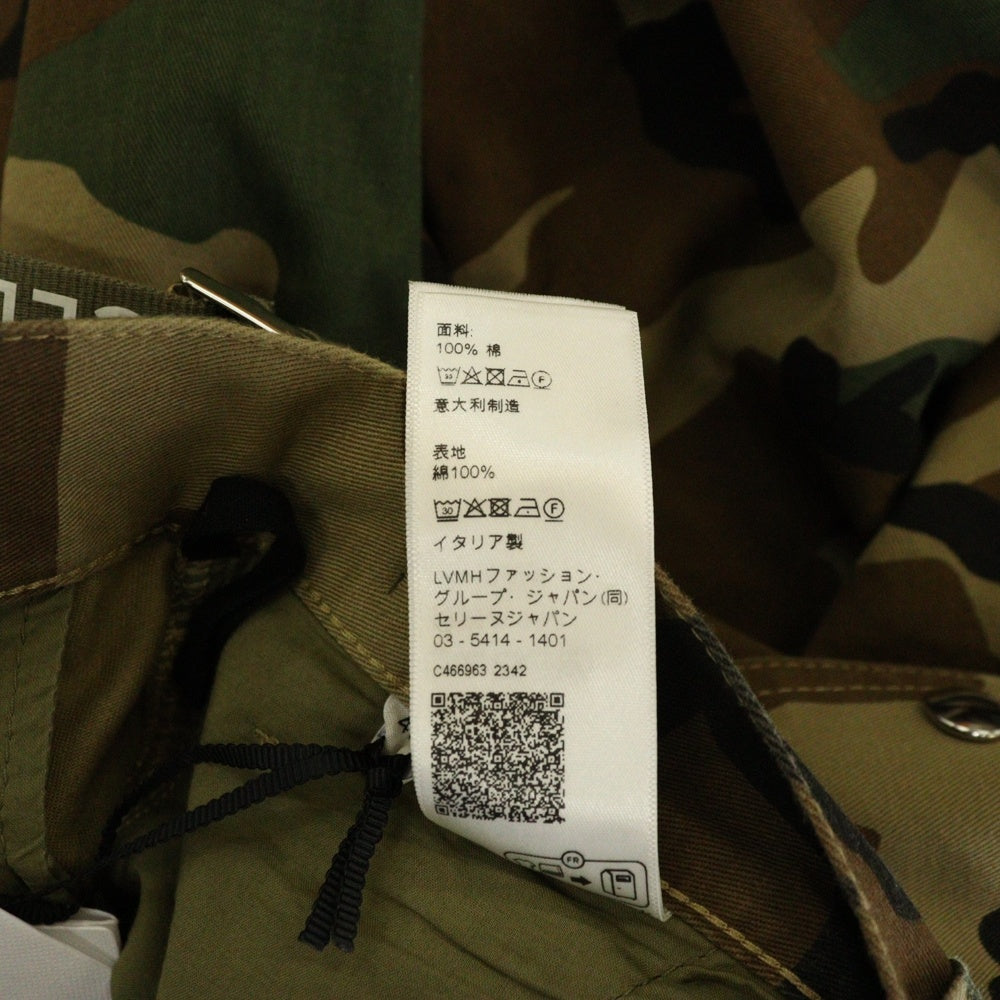 面料:
100% 棉
意大利制造
表地
綿100%
30
イタリア製
LVMHファッション・
グループ・ジャパン(同)
セリーヌジャパン
03 - 5414 - 1401
C466963 2342
FR